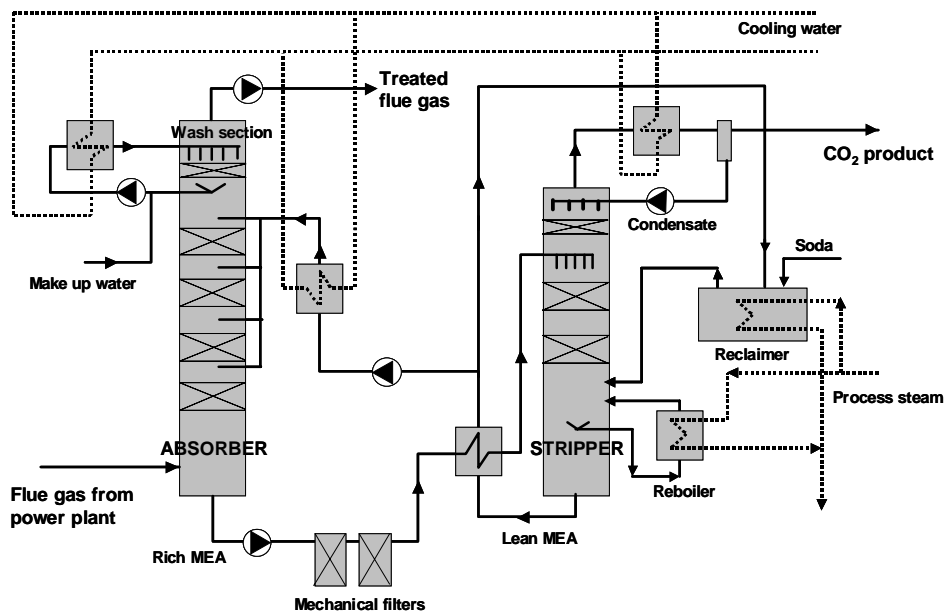 Cooling water
Treated
flue gas
Wash section
CO₂ product
Condensate
Soda
Make up water
Reclaimer
Process steam
ABSORBER
STRIPPER
Flue gas from
power plant
Reboiler
Rich MEA
Lean MEA
Mechanical filters